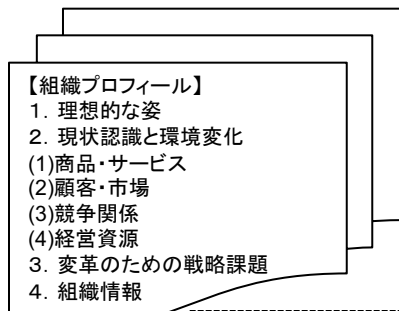 【組織プロフィール】
1. 理想的な姿
2. 現状認識と環境変化
(1)商品・サービス
(2)顧客・市場
(3)競争関係
(4)経営資源
3. 変革のための戦略課題
4. 組織情報